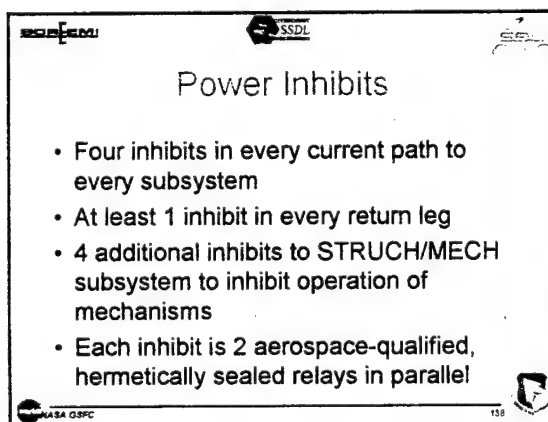 SSDL
Power Inhibits
• Four inhibits in every current path to
every subsystem
• At least 1 inhibit in every return leg
• 4 additional inhibits to STRUCH/MECH
subsystem to inhibit operation of
mechanisms
• Each inhibit is 2 aerospace-qualified,
hermetically sealed relays in parallel
NASA GSFC
138